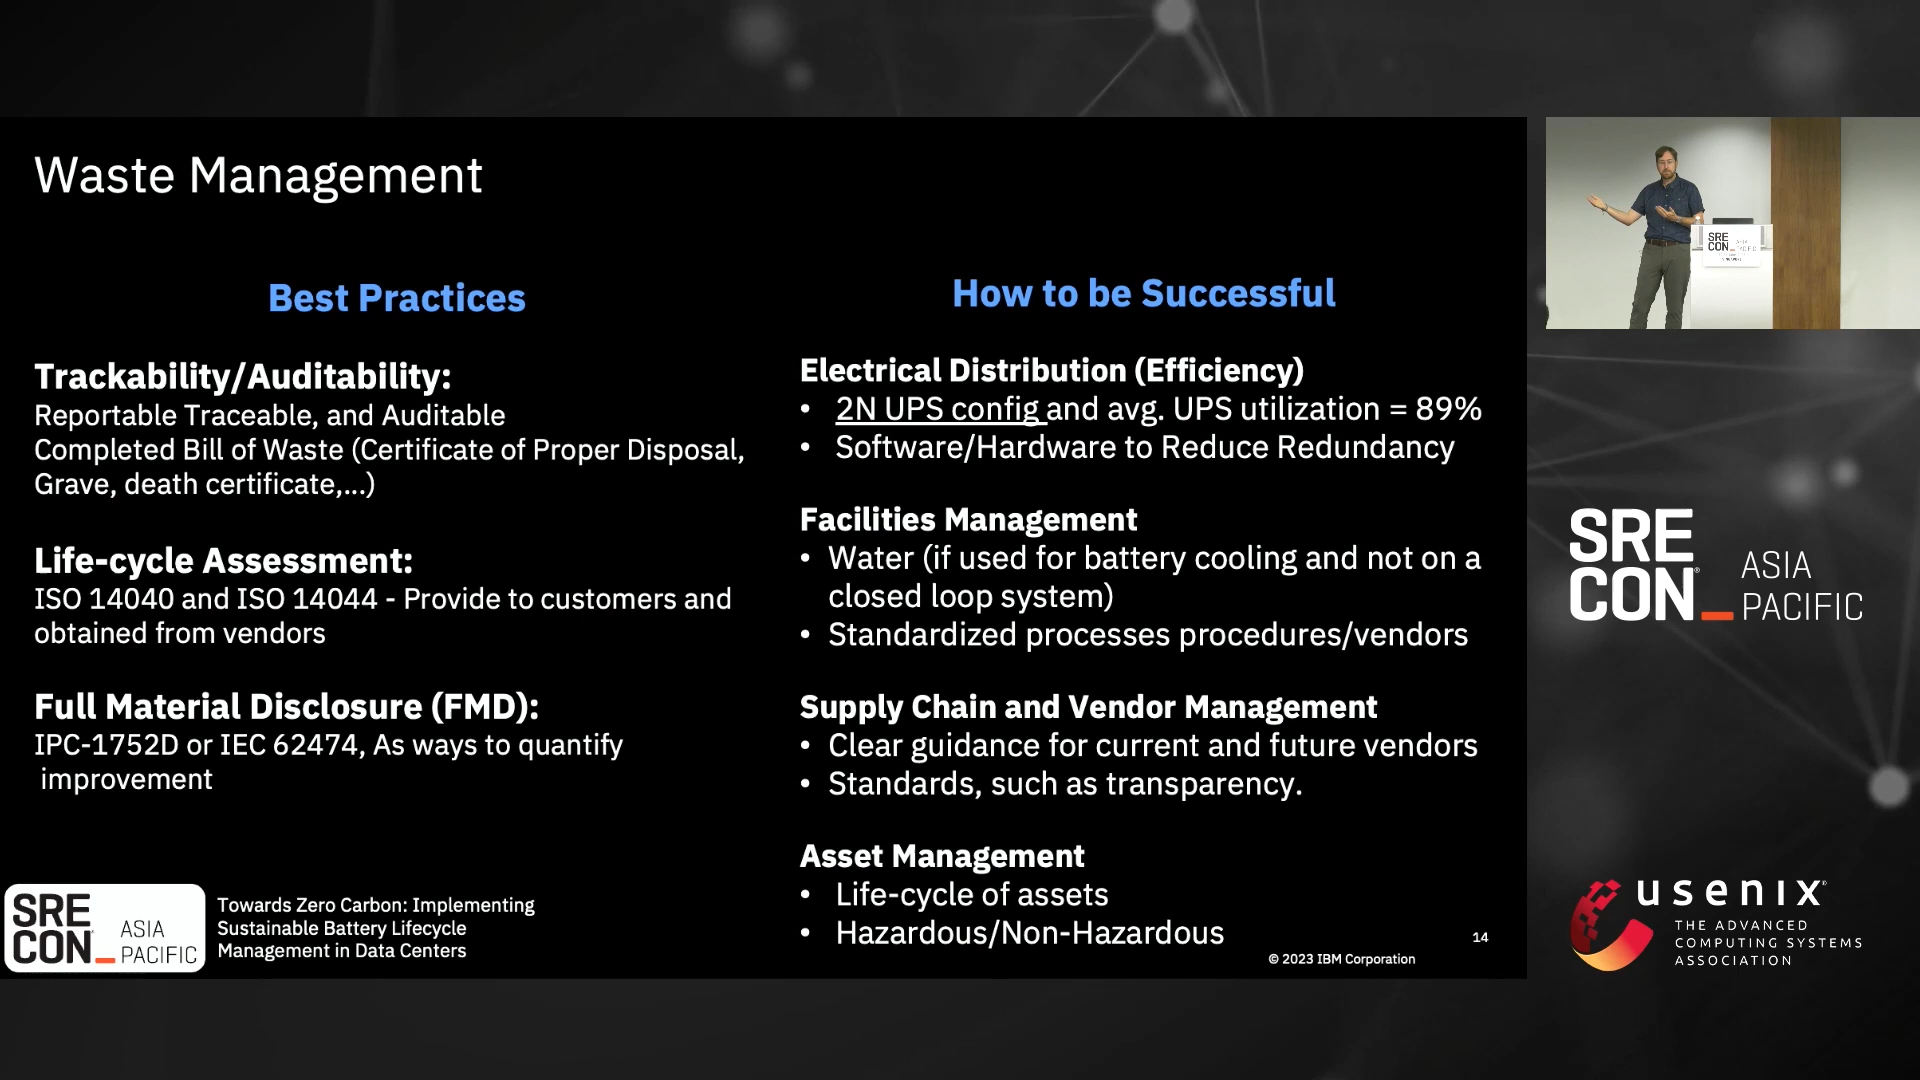 Waste Management
Best Practices
Trackability/Auditability:
Reportable Traceable, and Auditable
Completed Bill of Waste (Certificate of Proper Disposal,
Grave, death certificate,...)
Life-cycle Assessment:
ISO 14040 and ISO 14044 - Provide to customers and
obtained from vendors
Full Material Disclosure (FMD):
IPC-1752D or IEC 62474, As ways to quantify
improvement
How to be Successful
Electrical Distribution (Efficiency)
• 2N UPS config and avg. UPS utilization = 89%
• Software/Hardware to Reduce Redundancy
Facilities Management
• Water (if used for battery cooling and not on a
closed loop system)
• Standardized processes procedures/vendors
Supply Chain and Vendor Management
• Clear guidance for current and future vendors
• Standards, such as transparency.
Asset Management
• Life-cycle of assets
• Hazardous/Non-Hazardous
SRE
CON_ ASIA
PACIFIC
Towards Zero Carbon: Implementing
Sustainable Battery Lifecycle
Management in Data Centers
14
© 2023 IBM Corporation
SRE
CON_
SRE
CON®_ ASIA
PACIFIC
usenix®
THE ADVANCED
COMPUTING SYSTEMS
ASSOCIATION